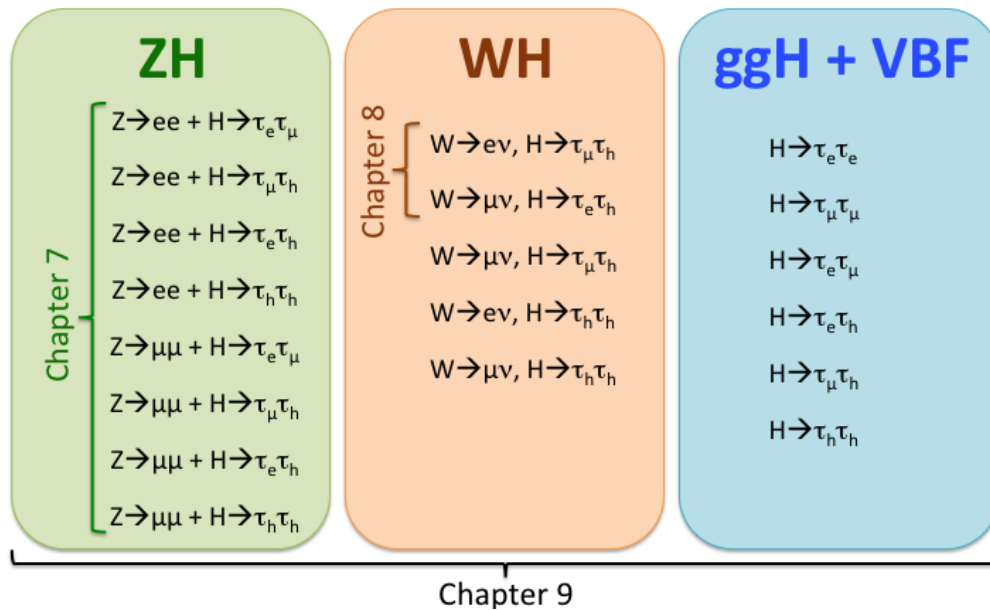 ZH
Z→ee + H→τₑτμ
Z→ee + H→τμτₕ
Z→ee + H→τₑτₕ
Z→ee + H→τₕτₕ
Z→μμ + H→τₑτμ
Z→μμ + H→τμτₕ
Z→μμ + H→τₑτₕ
Z→μμ + H→τₕτₕ
Chapter 7
WH
Chapter 8
W→eν, H→τμτₕ
W→μν, H→τₑτₕ
W→μν, H→τμτₕ
W→eν, H→τₕτₕ
W→μν, H→τₕτₕ
ggH + VBF
H→τₑτₑ
H→τμτμ
H→τₑτμ
H→τₑτₕ
H→τμτₕ
H→τₕτₕ
Chapter 9